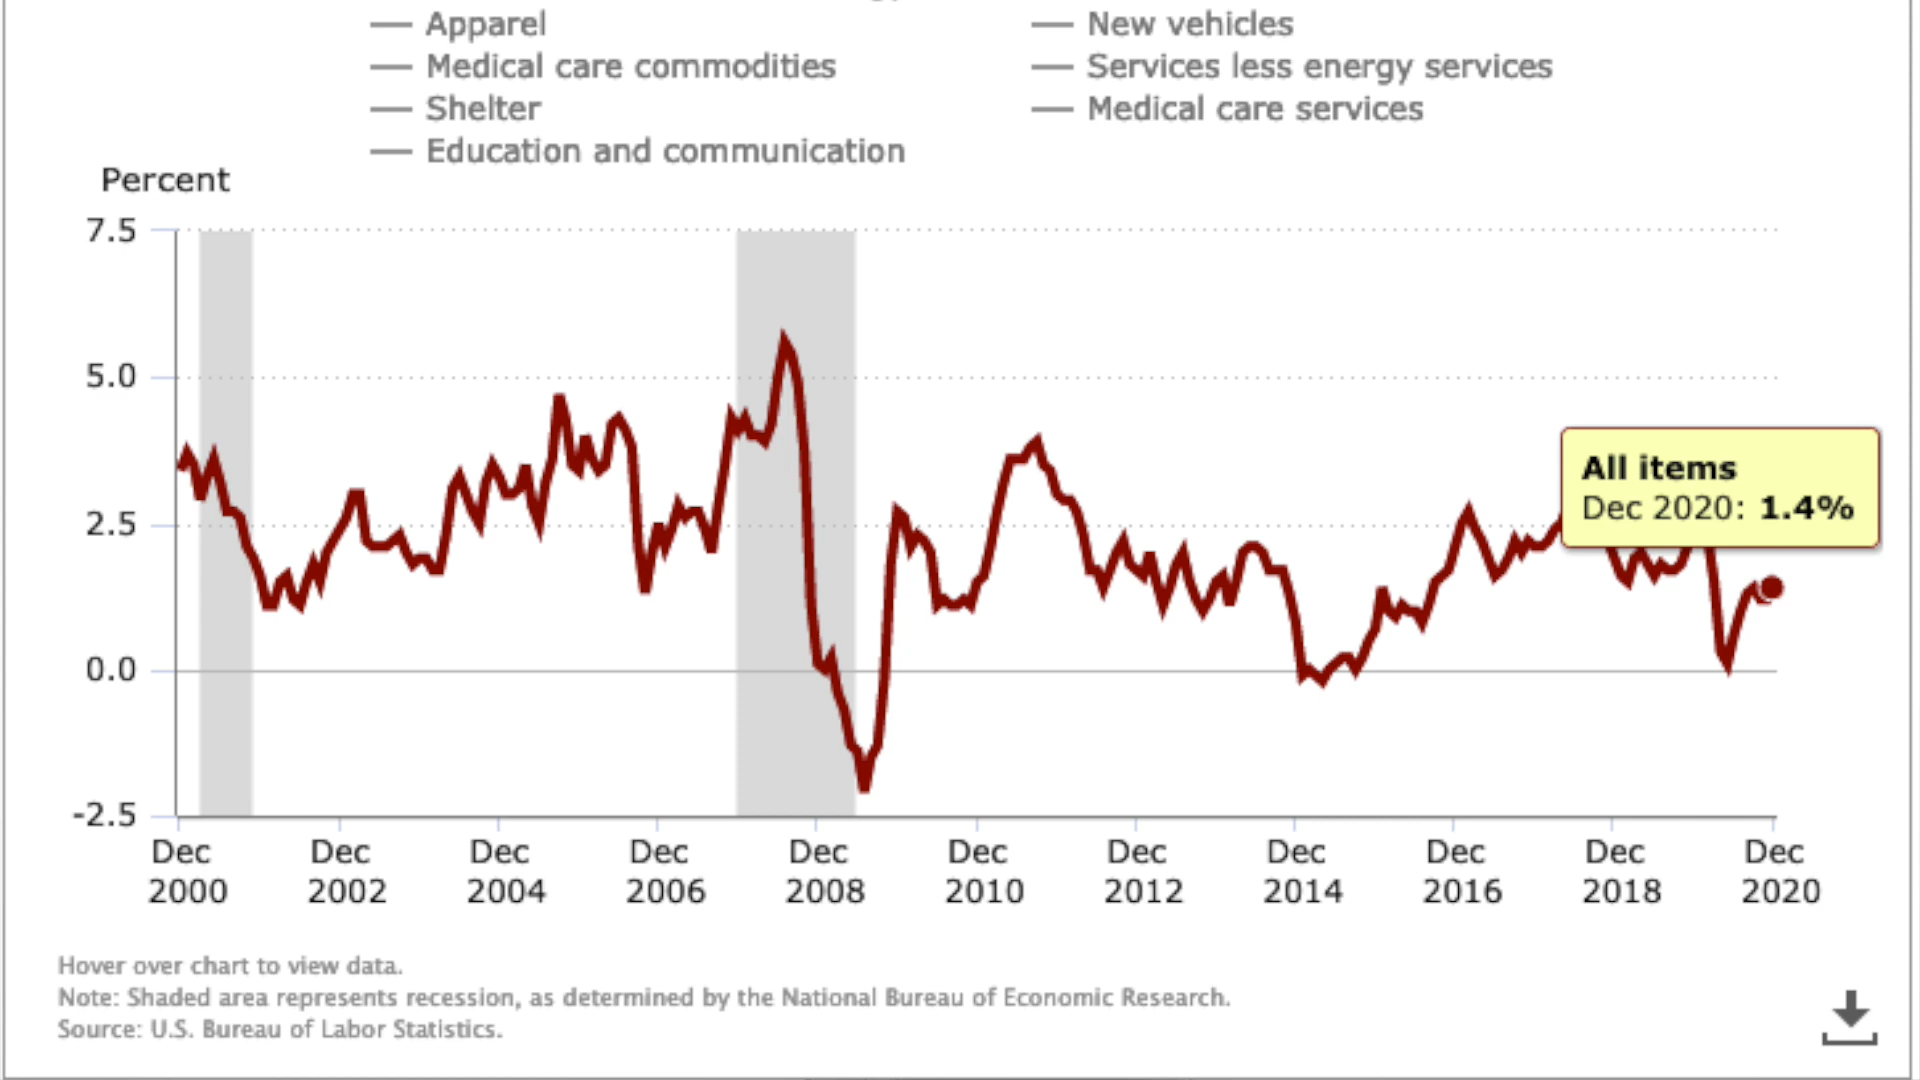 Apparel
New vehicles
Medical care commodities
Services less energy services
Shelter
Medical care services
Education and communication
Percent
7.5
5.0
2.5
0.0
-2.5
All items
Dec 2020: 1.4%
Dec Dec Dec Dec Dec Dec Dec Dec Dec Dec Dec
2000 2002 2004 2006 2008 2010 2012 2014 2016 2018 2020
Hover over chart to view data.
Note: Shaded area represents recession, as determined by the National Bureau of Economic Research.
Source: U.S. Bureau of Labor Statistics.